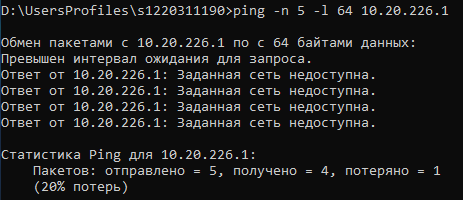 D:\UsersProfiles\s1220311190>ping -n 5 -l 64 10.20.226.1
Обмен пакетами с 10.20.226.1 по с 64 байтами данных:
Превышен интервал ожидания для запроса.
Ответ от 10.20.226.1: Заданная сеть недоступна.
Ответ от 10.20.226.1: Заданная сеть недоступна.
Ответ от 10.20.226.1: Заданная сеть недоступна.
Ответ от 10.20.226.1: Заданная сеть недоступна.
Статистика Ping для 10.20.226.1:
Пакетов: отправлено = 5, получено = 4, потеряно = 1
(20% потерь)